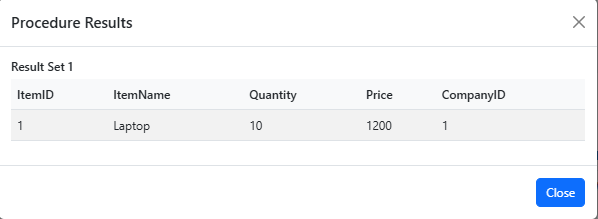 Procedure Results
Result Set 1
ItemID ItemName Quantity Price CompanyID
1 Laptop 10 1200 1
Close